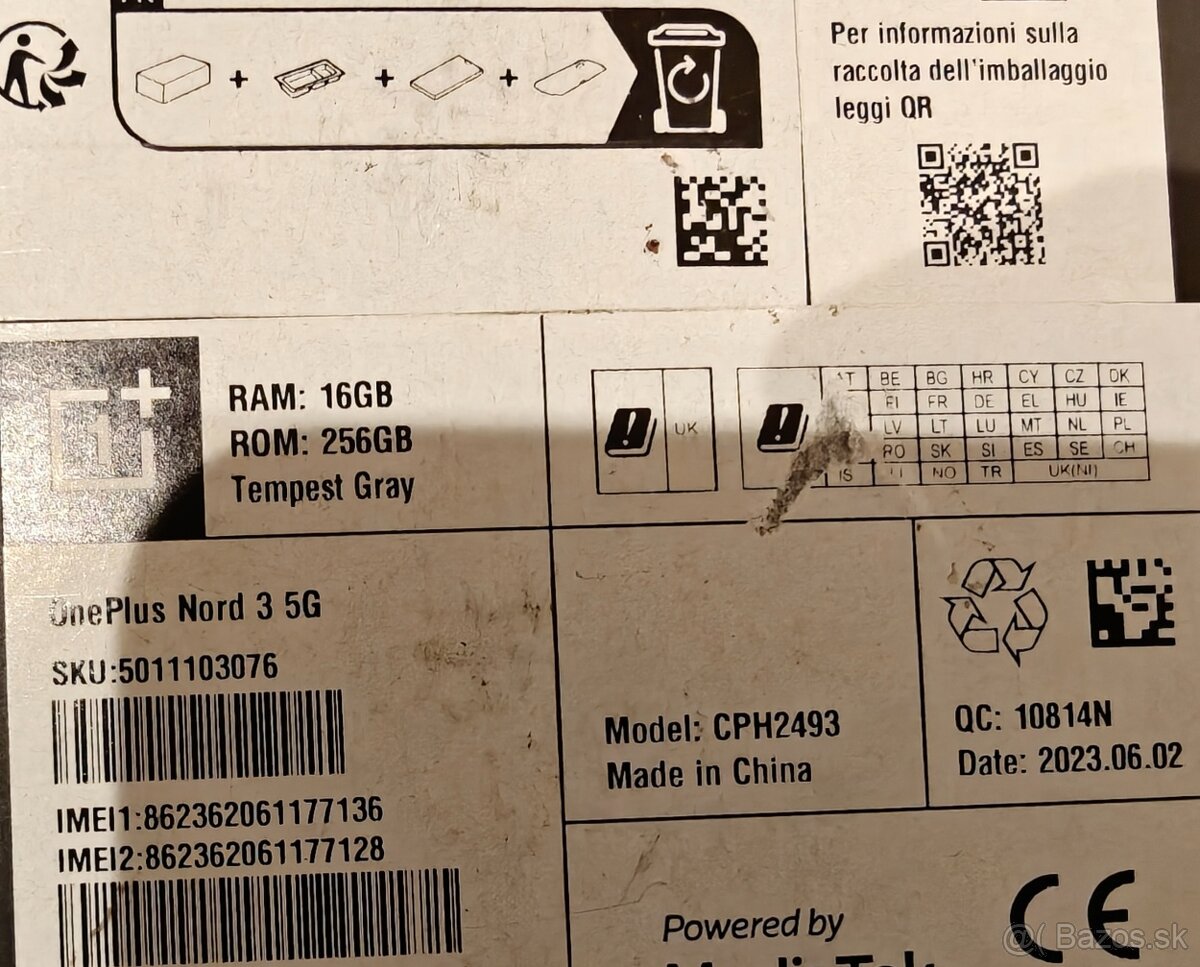 Per informazioni sulla
raccolta dell'imballaggio
leggi QR
RAM: 16GB
ROM: 256GB
Tempest Gray
UK
BE BG HR CY CZ DK
FR DE EL HU IE
LV LT LU MT NL PL
RO SK SI ES SE CH
IS NO TR UK(NI)
OnePlus Nord 3 5G
SKU:5011103076
IMEI1:862362061177136
IMEI2:862362061177128
Model: CPH2493
Made in China
QC: 10814N
Date: 2023.06.02
Powered by
CE
Bazos.sk